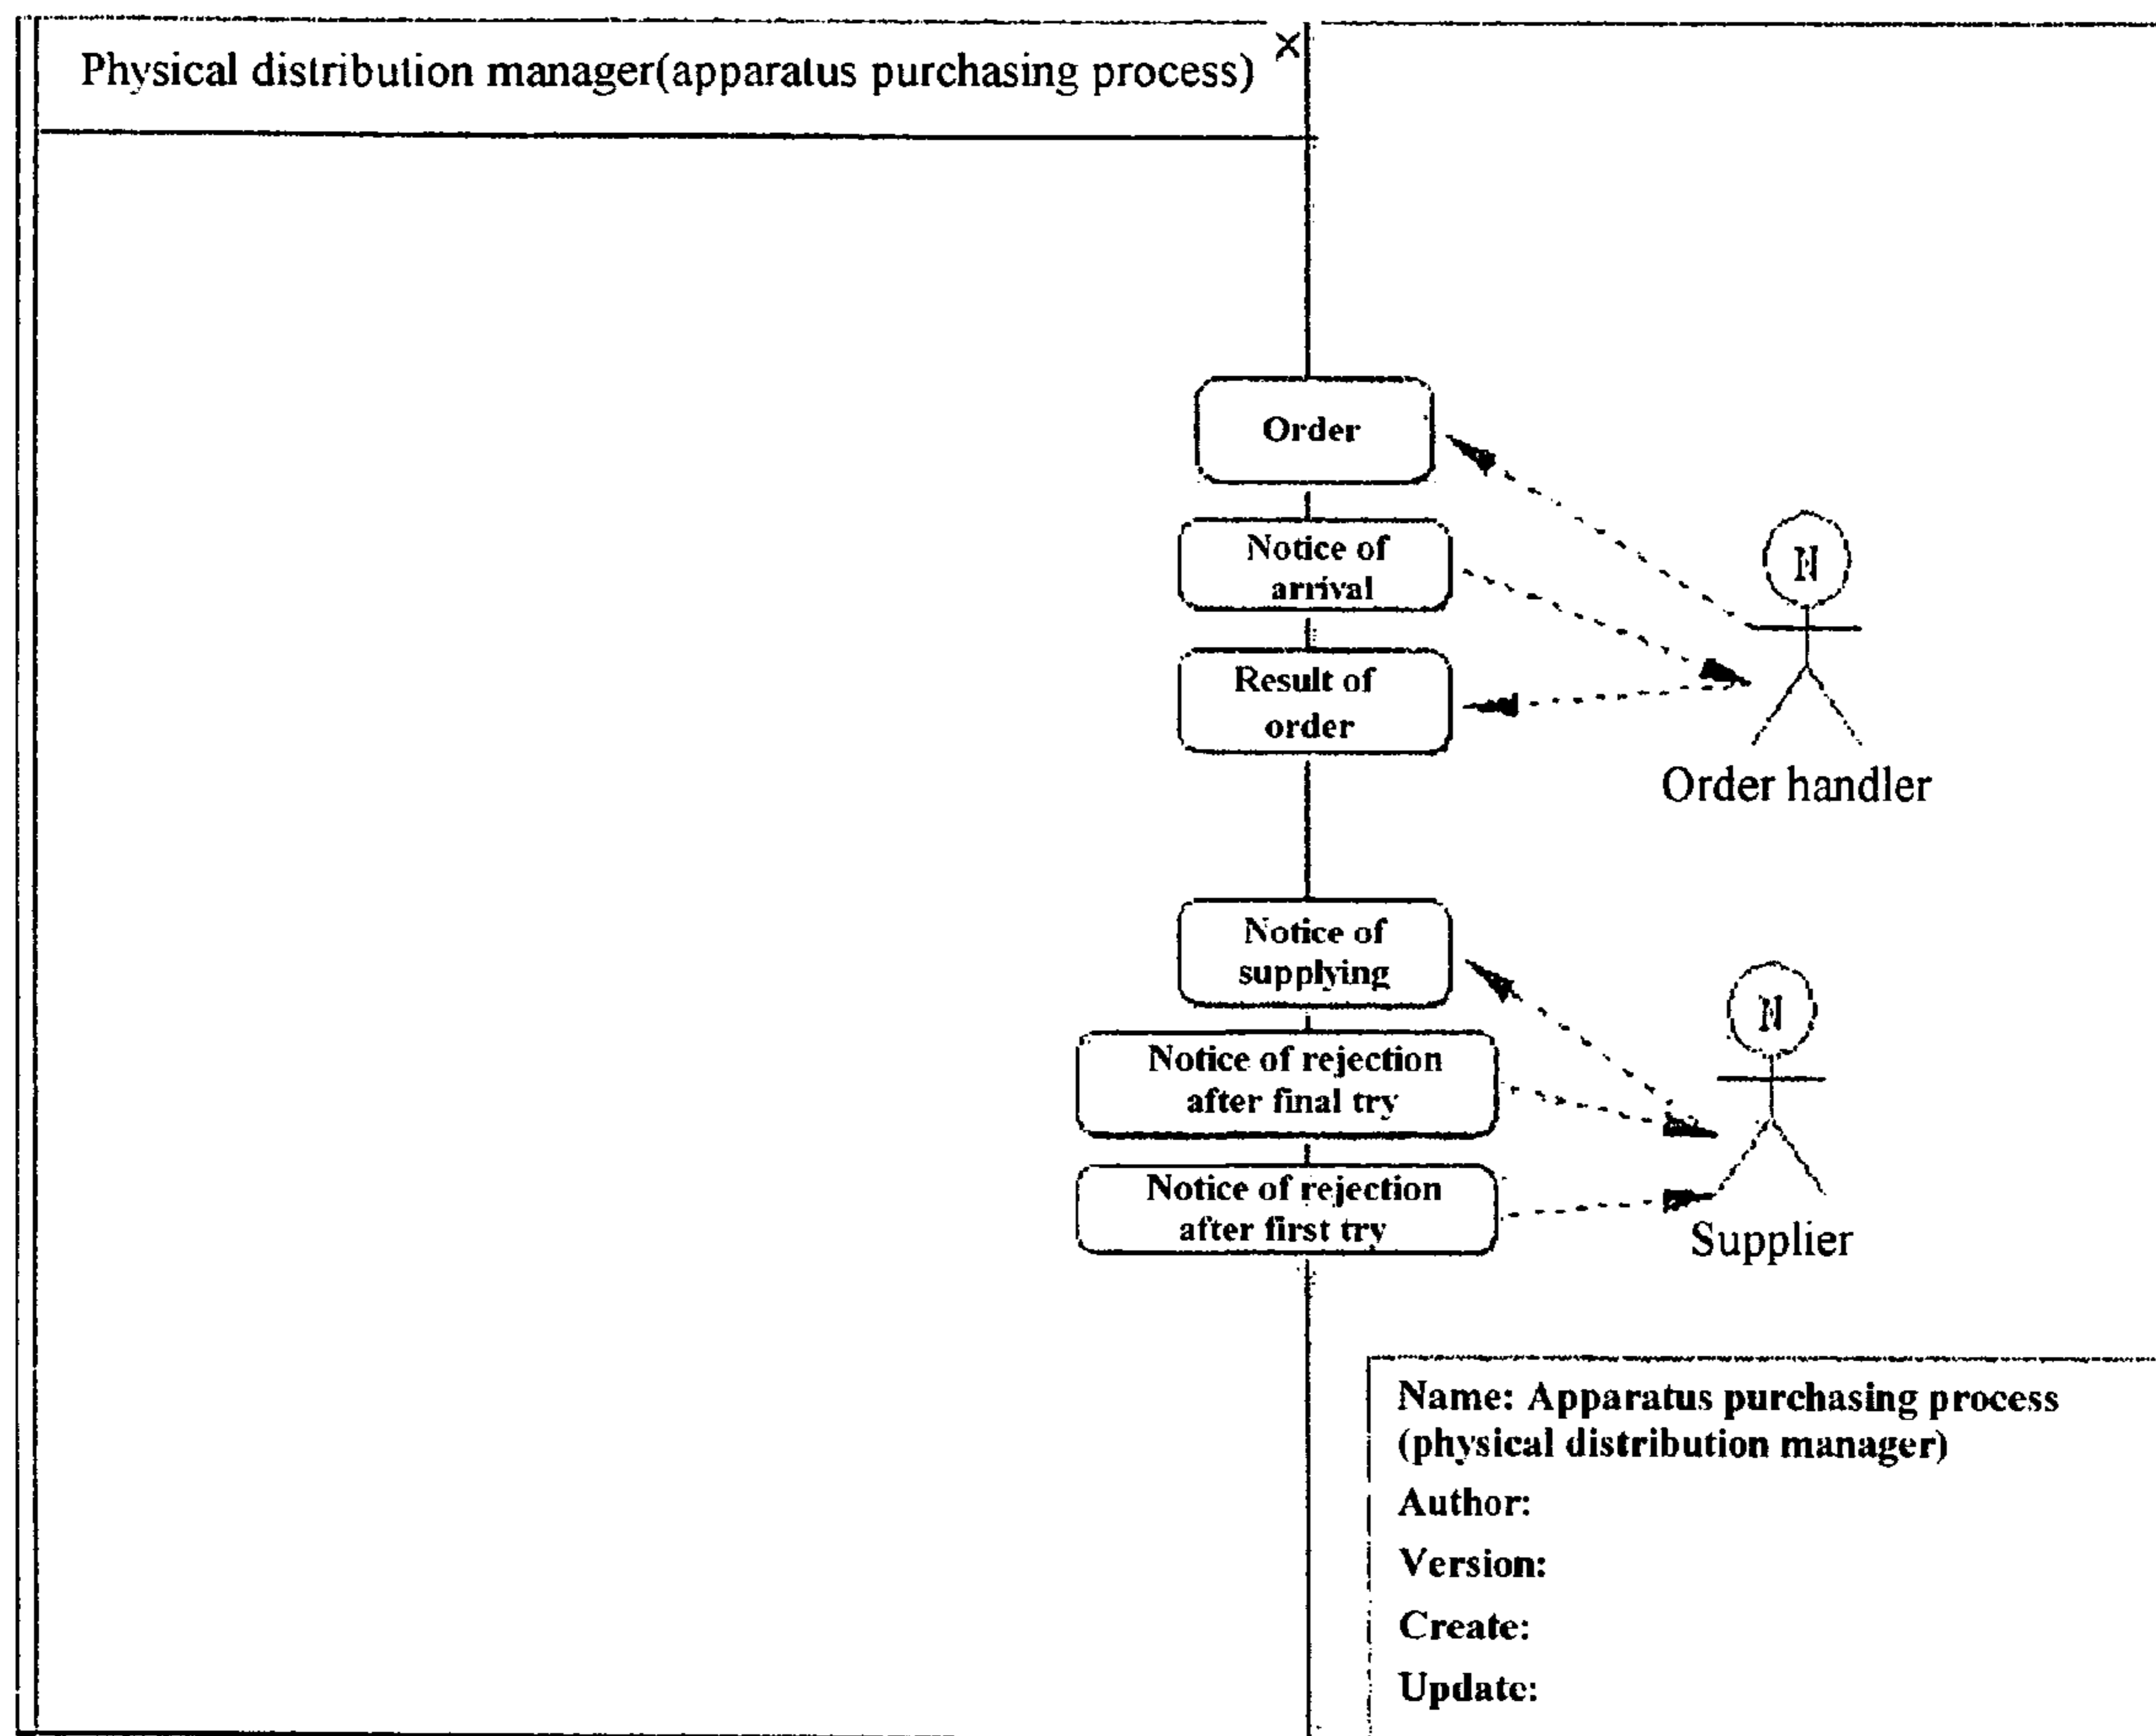 Physical distribution manager(apparatus purchasing process)
X
Order
Notice of
arrival
Result of
order
N
Order handler
Notice of
supplying
Notice of rejection
after final try
Notice of rejection
after first try
N
Supplier
Name: Apparatus purchasing process
(physical distribution manager)
Author:
Version:
Create:
Update: